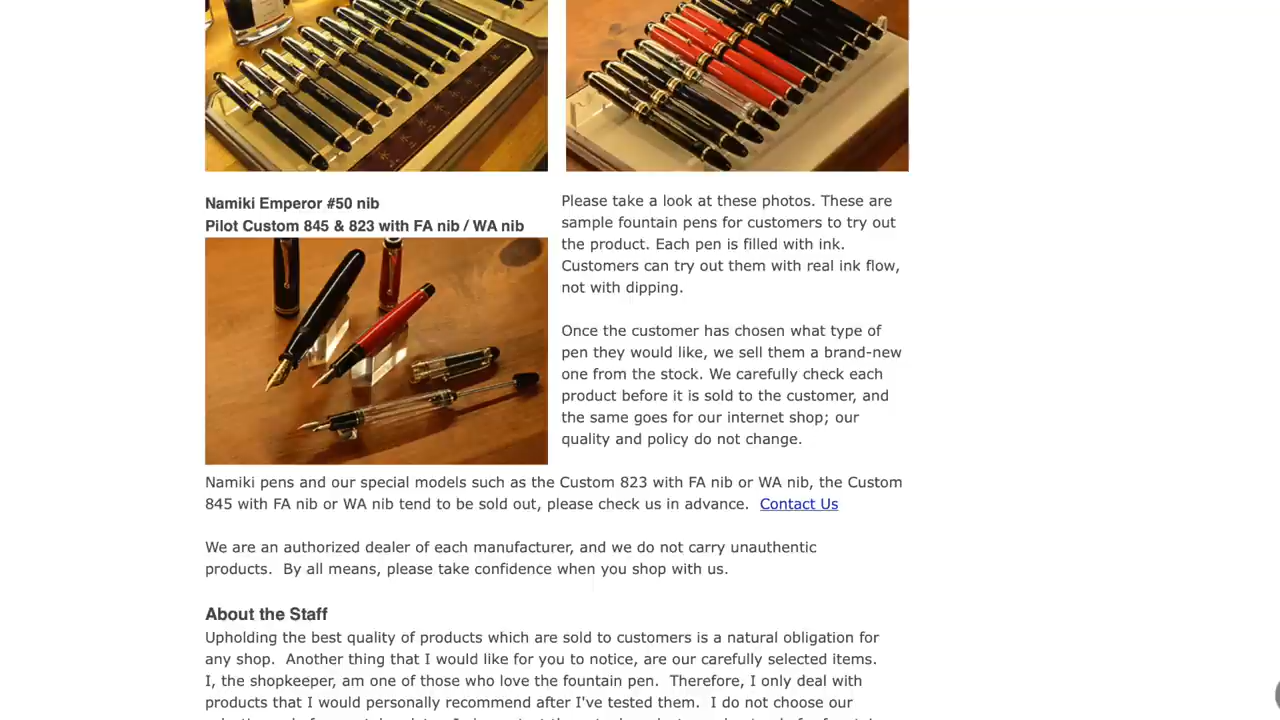 Namiki Emperor #50 nib
Pilot Custom 845 & 823 with FA nib / WA nib
Please take a look at these photos. These are
sample fountain pens for customers to try out
the product. Each pen is filled with ink.
Customers can try out them with real ink flow,
not with dipping.
Once the customer has chosen what type of
pen they would like, we sell them a brand-new
one from the stock. We carefully check each
product before it is sold to the customer, and
the same goes for our internet shop; our
quality and policy do not change.
Namiki pens and our special models such as the Custom 823 with FA nib or WA nib, the Custom
845 with FA nib or WA nib tend to be sold out, please check us in advance.  Contact Us
We are an authorized dealer of each manufacturer, and we do not carry unauthentic
products.  By all means, please take confidence when you shop with us.
About the Staff
Upholding the best quality of products which are sold to customers is a natural obligation for
any shop.  Another thing that I would like for you to notice, are our carefully selected items.
I, the shopkeeper, am one of those who love the fountain pen.  Therefore, I only deal with
products that I would personally recommend after I've tested them.  I do not choose our